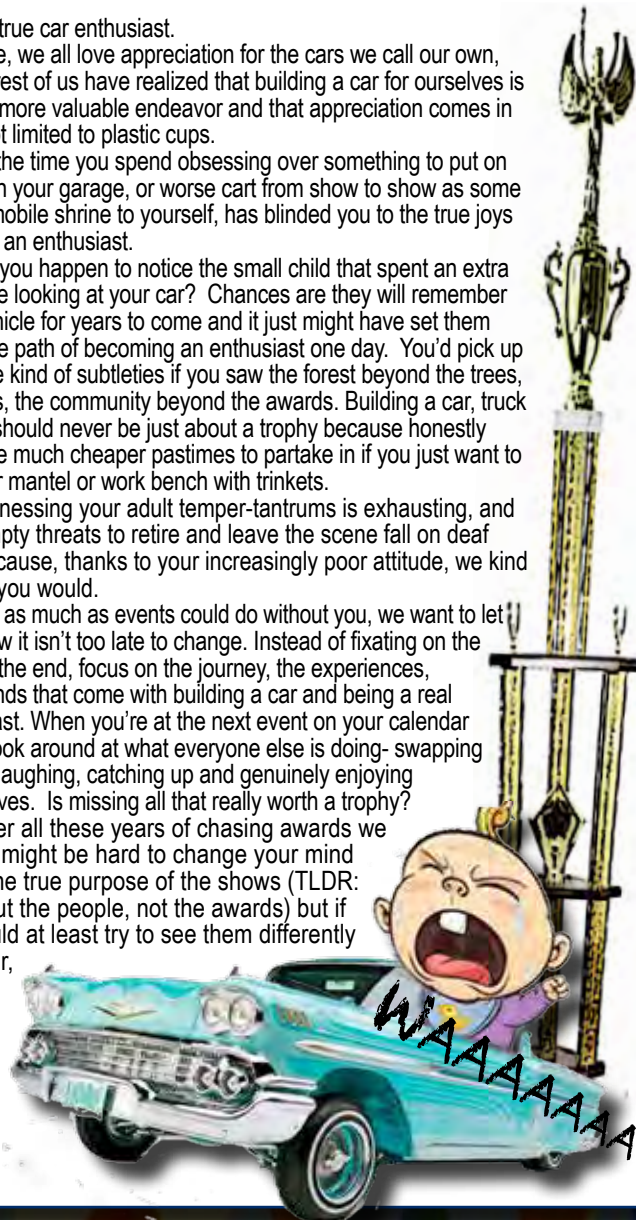 true car enthusiast.
e, we all love appreciation for the cars we call our own,
rest of us have realized that building a car for ourselves is
more valuable endeavor and that appreciation comes in
t limited to plastic cups.
the time you spend obsessing over something to put on
n your garage, or worse cart from show to show as some
mobile shrine to yourself, has blinded you to the true joys
an enthusiast.
you happen to notice the small child that spent an extra
e looking at your car? Chances are they will remember
hicle for years to come and it just might have set them
e path of becoming an enthusiast one day. You'd pick up
e kind of subtleties if you saw the forest beyond the trees,
s, the community beyond the awards. Building a car, truck
should never be just about a trophy because honestly
e much cheaper pastimes to partake in if you just want to
r mantel or work bench with trinkets.
nessing your adult temper-tantrums is exhausting, and
pty threats to retire and leave the scene fall on deaf
cause, thanks to your increasingly poor attitude, we kind
you would.
as much as events could do without you, we want to let
w it isn't too late to change. Instead of fixating on the
the end, focus on the journey, the experiences,
nds that come with building a car and being a real
ast. When you're at the next event on your calendar
ook around at what everyone else is doing- swapping
laughing, catching up and genuinely enjoying
ves. Is missing all that really worth a trophy?
er all these years of chasing awards we
might be hard to change your mind
he true purpose of the shows (TLDR:
ut the people, not the awards) but if
uld at least try to see them differently
r,
WAAAAAAAA